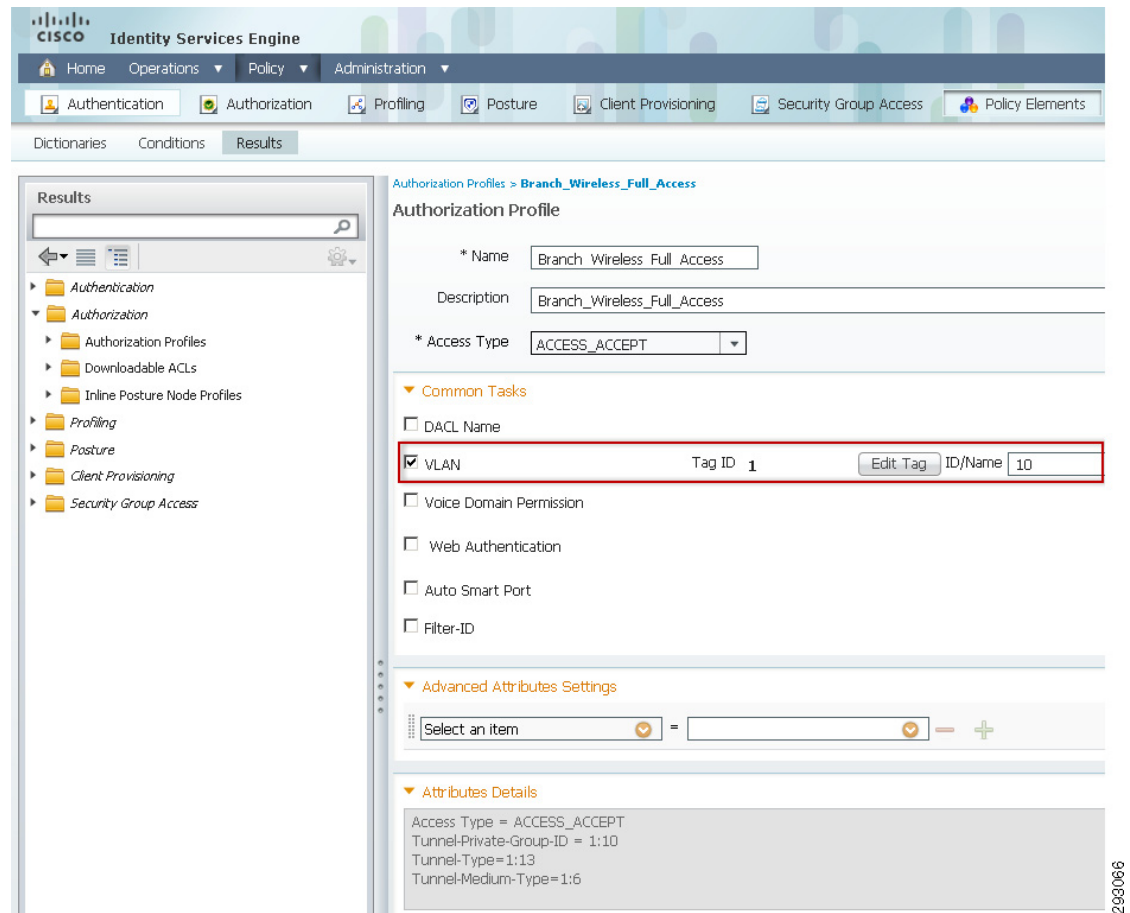 CISCO Identity Services Engine
Home Operations Policy Administration
Authentication Authorization Profiling Posture Client Provisioning Security Group Access Policy Elements
Dictionaries Conditions Results
Results
Authentication
Authorization
Authorization Profiles
Downloadable ACLs
Inline Posture Node Profiles
Profiling
Posture
Client Provisioning
Security Group Access
Authorization Profiles > Branch_Wireless_Full_Access
Authorization Profile
* Name Branch_Wireless_Full_Access
Description Branch_Wireless_Full_Access
* Access Type ACCESS_ACCEPT
Common Tasks
DACL Name
VLAN Tag ID 1 Edit Tag ID/Name 10
Voice Domain Permission
Web Authentication
Auto Smart Port
Filter-ID
Advanced Attributes Settings
Select an item =
Attributes Details
Access Type = ACCESS_ACCEPT
Tunnel-Private-Group-ID = 1:10
Tunnel-Type=1:13
Tunnel-Medium-Type=1:6
293066